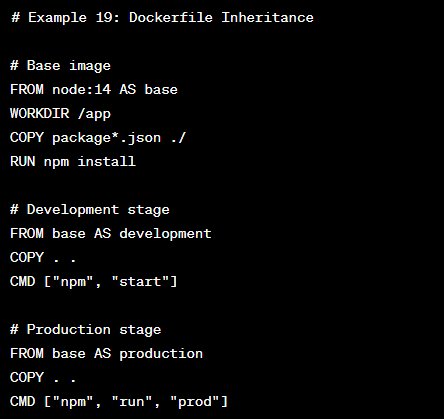 # Example 19: Dockerfile Inheritance
# Base image
FROM node:14 AS base
WORKDIR /app
COPY package*.json ./
RUN npm install
# Development stage
FROM base AS development
COPY . .
CMD ["npm", "start"]
# Production stage
FROM base AS production
COPY . .
CMD ["npm", "run", "prod"]